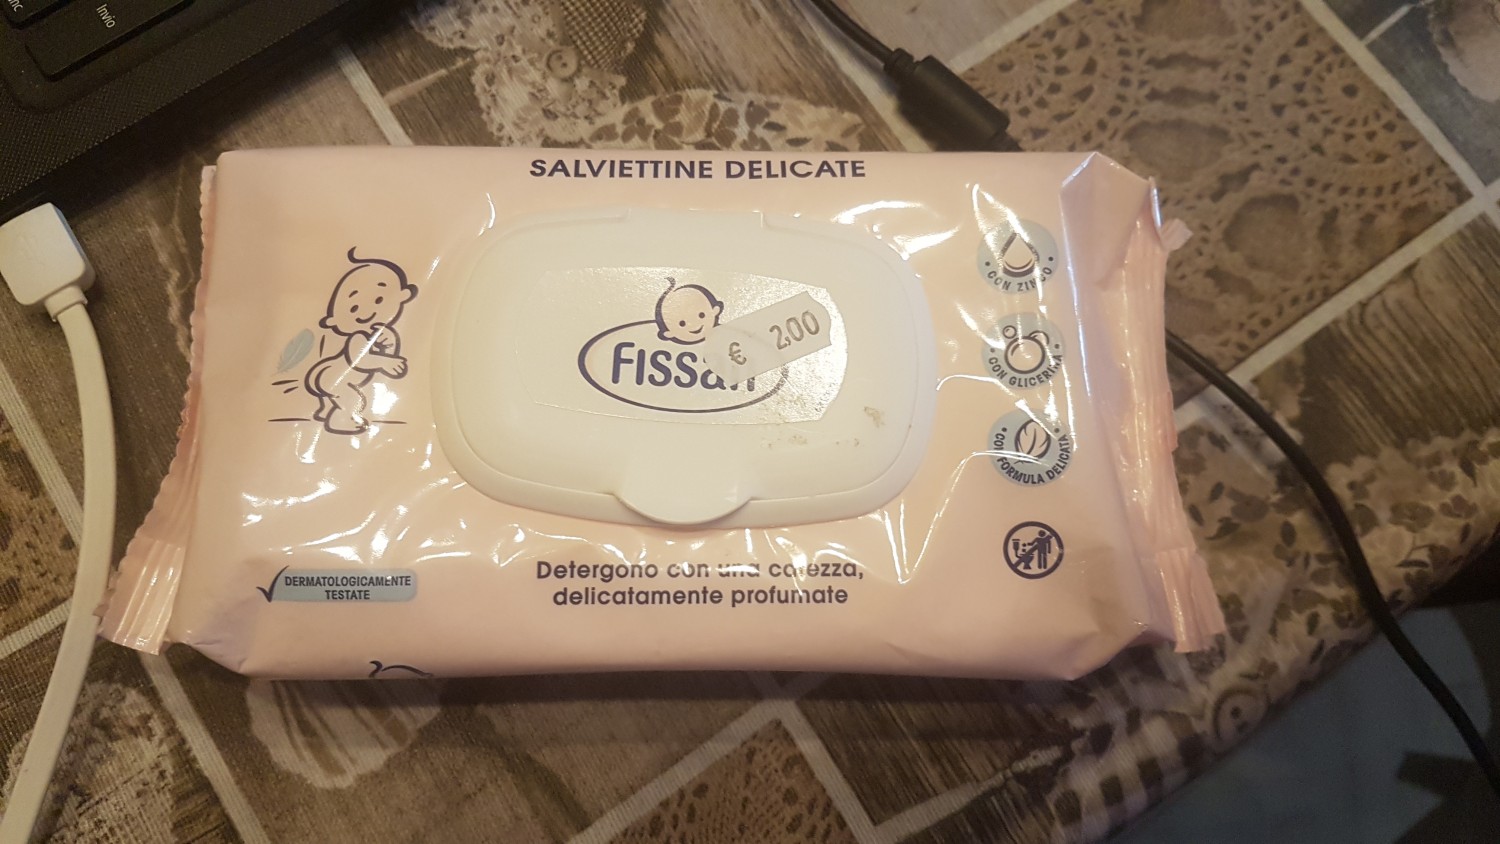 Invio
SALVIETTINE DELICATE
Fissan
€ 2,00
• CON ZINCO •
• CON GLICERINA •
• CON FORMULA DELICATA •
DERMATOLOGICAMENTE
TESTATE
Detergono con una carezza,
delicatamente profumate